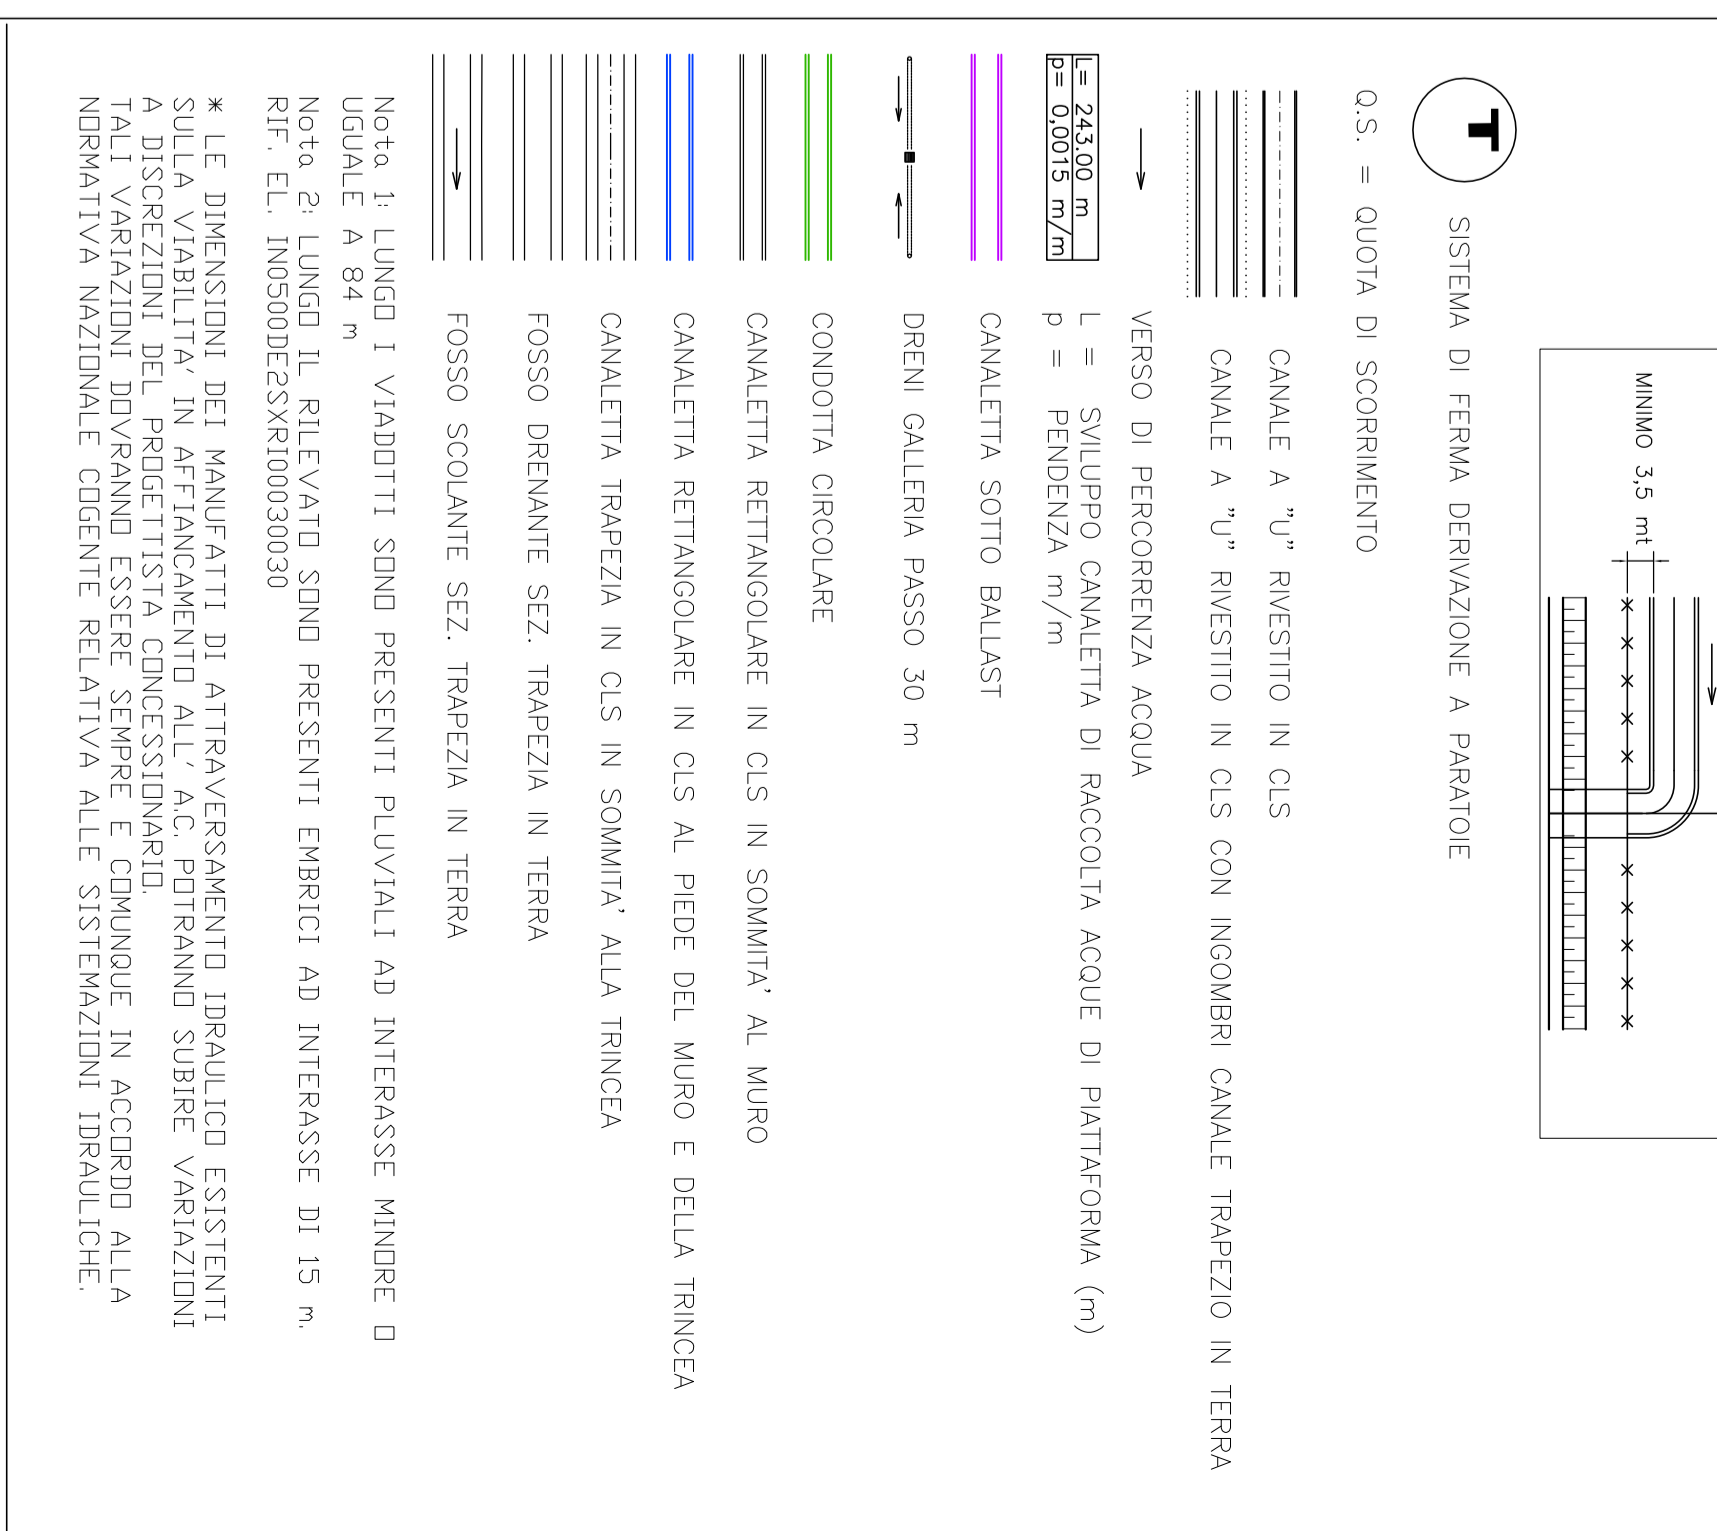 MINIMO 3,5 mt
T
SISTEMA DI FERMA DERIVAZIONE A PARATOIE
Q.S. = QUOTA DI SCORRIMENTO
CANALE A "U" RIVESTITO IN CLS
CANALE A "U" RIVESTITO IN CLS CON INGOMBRI CANALE TRAPEZIO IN TERRA
VERSO DI PERCORRENZA ACQUA
L= 243.00 m
p= 0,0015 m/m
L = SVILUPPO CANALETTA DI RACCOLTA ACQUE DI PIATTAFORMA (m)
p = PENDENZA m/m
CANALETTA SOTTO BALLAST
DRENI GALLERIA PASSO 30 m
CONDOTTA CIRCOLARE
CANALETTA RETTANGOLARE IN CLS IN SOMMITA' AL MURO
CANALETTA RETTANGOLARE IN CLS AL PIEDE DEL MURO E DELLA TRINCEA
CANALETTA TRAPEZIA IN CLS IN SOMMITA' ALLA TRINCEA
FOSSO DRENANTE SEZ. TRAPEZIA IN TERRA
FOSSO SCOLANTE SEZ. TRAPEZIA IN TERRA
Nota 1: LUNGO I VIADOTTI SONO PRESENTI PLUVIALI AD INTERASSE MINORE O
UGUALE A 84 m
Nota 2: LUNGO IL RILEVATO SONO PRESENTI EMBRICI AD INTERASSE DI 15 m.
RIF. EL. IN0500DE2SXRI00030030
* LE DIMENSIONI DEI MANUFATTI DI ATTRAVERSAMENTO IDRAULICO ESISTENTI
SULLA VIABILITA' IN AFFIANCAMENTO ALL' A.C. POTRANNO SUBIRE VARIAZIONI
A DISCREZIONI DEL PROGETTISTA CONCESSIONARIO.
TALI VARIAZIONI DOVRANNO ESSERE SEMPRE E COMUNQUE IN ACCORDO ALLA
NORMATIVA NAZIONALE COGENTE RELATIVA ALLE SISTEMAZIONI IDRAULICHE.